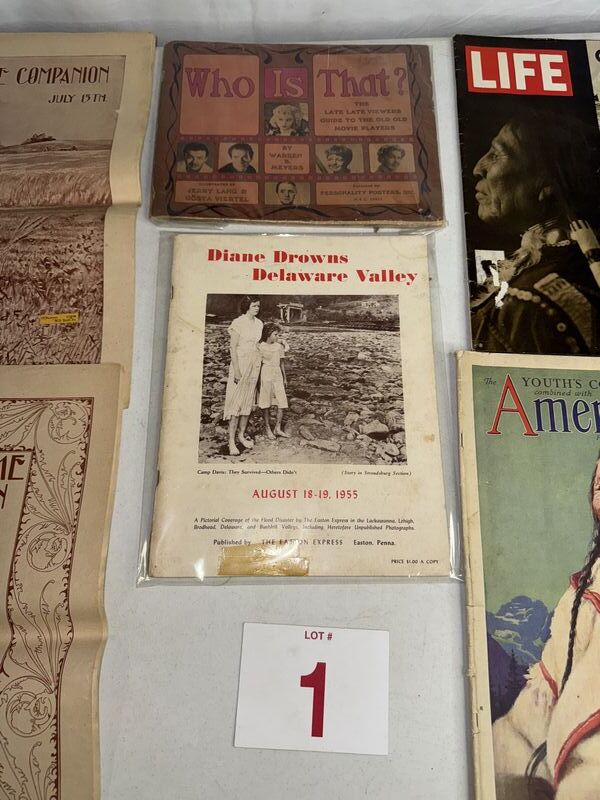 E COMPANION
JULY 15TH.
Who Is That?
THE
LATE LATE VIEWERS
GUIDE TO THE OLD OLD
MOVIE PLAYERS
BY
WARREN
B.
MEYERS
ILLUSTRATED BY
JERRY LANG &
GÖSTA VIERTEL
PERSONALITY POSTERS, INC.
LIFE
Diane Drowns
Delaware Valley
Camp Davis: They Survived—Others Didn't
(Story in Stroudsburg Section)
AUGUST 18-19, 1955
A Pictorial Coverage of the Flood Disaster by The Easton Express in the Lackawanna, Lehigh,
Brodhead, Delaware, and Bushkill Valleys, Including Heretofore Unpublished Photographs.
Published by THE EASTON EXPRESS Easton, Penna.
PRICE $1.00 A COPY
The YOUTH'S CO
combined with
Amer
ME
N
LOT #
1